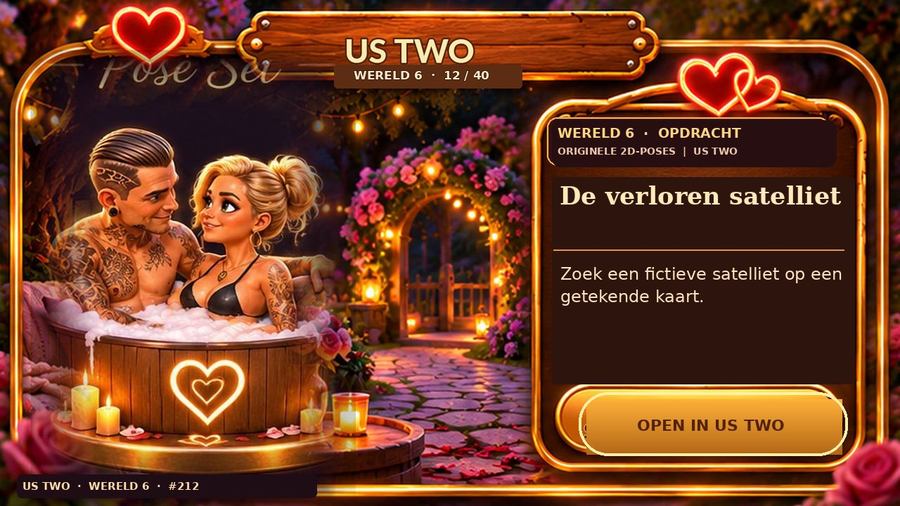 US TWO
WERELD 6 · 12 / 40
Pose Set
WERELD 6 · OPDRACHT
ORIGINELE 2D-POSES | US TWO
De verloren satelliet
Zoek een fictieve satelliet op een
getekende kaart.
OPEN IN US TWO
US TWO · WERELD 6 · #212